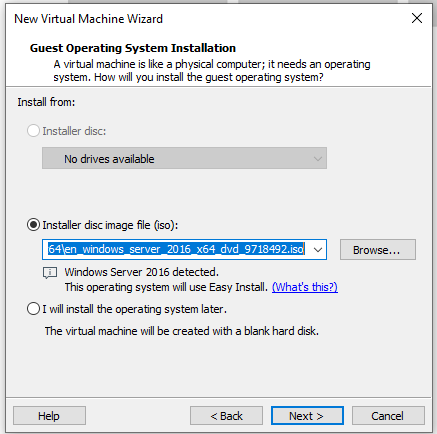 New Virtual Machine Wizard
Guest Operating System Installation
A virtual machine is like a physical computer; it needs an operating
system. How will you install the guest operating system?
Install from:
Installer disc:
No drives available
Installer disc image file (iso):
64\en_windows_server_2016_x64_dvd_9718492.iso
Browse...
Windows Server 2016 detected.
This operating system will use Easy Install. (What's this?)
I will install the operating system later.
The virtual machine will be created with a blank hard disk.
Help
< Back
Next >
Cancel